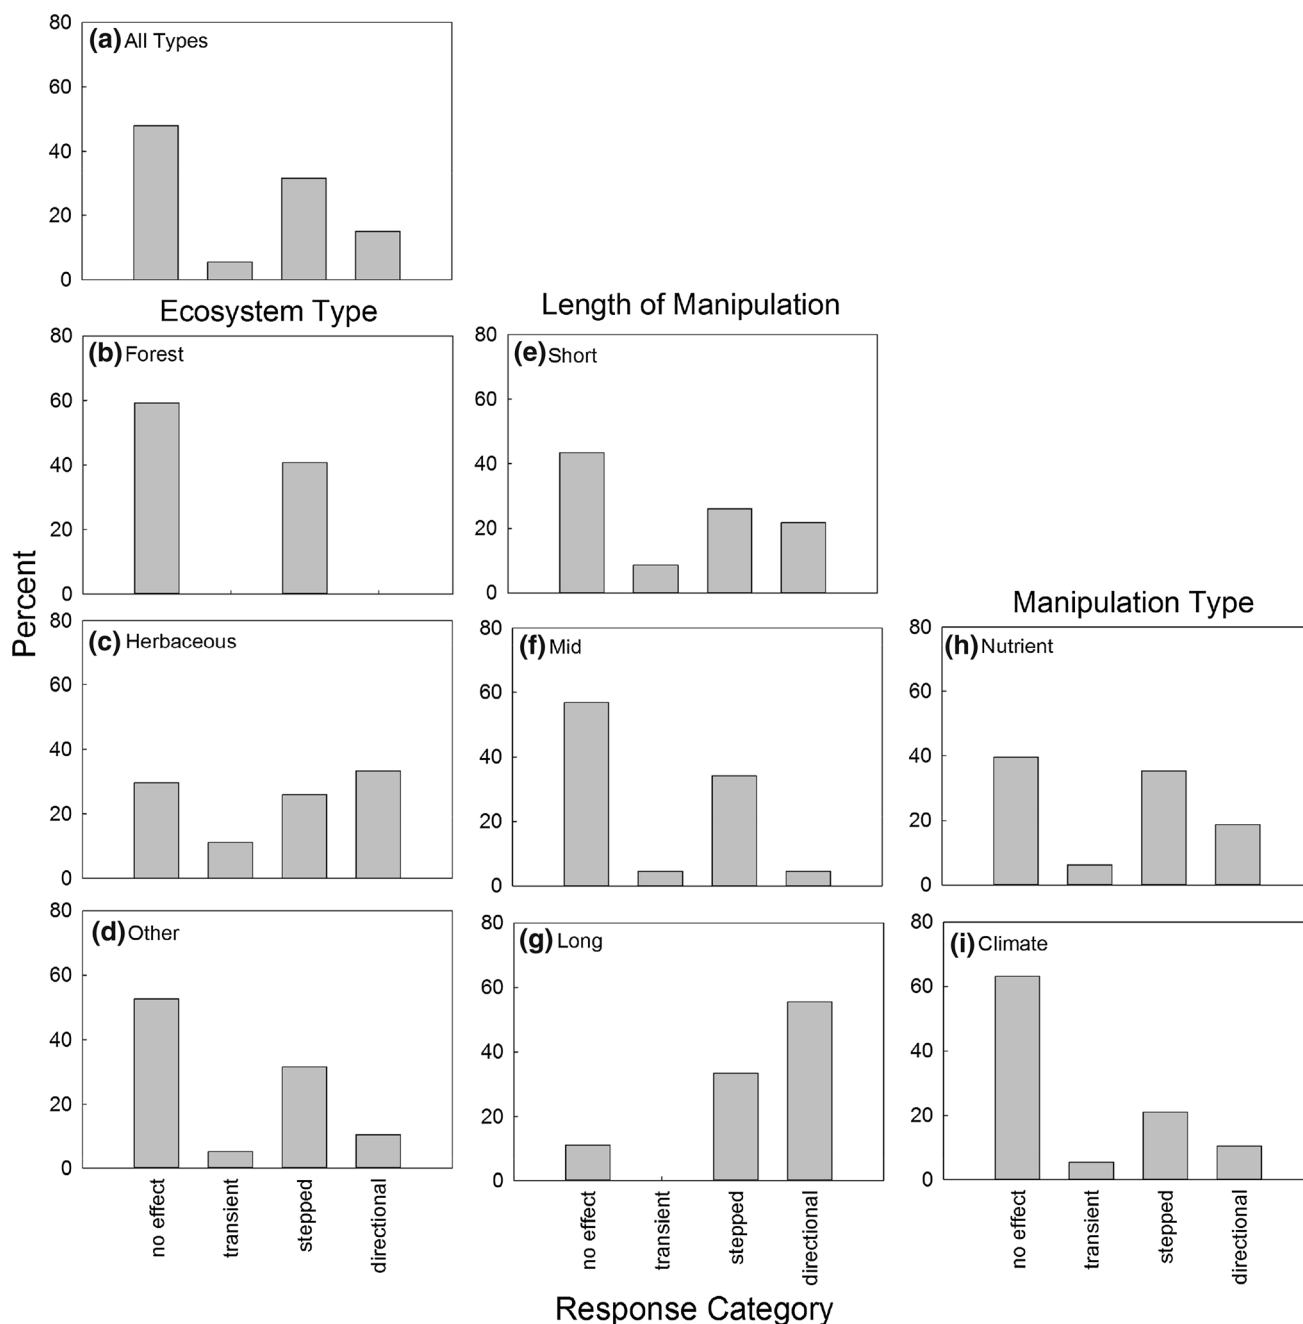 (a) All Types
80
60
40
20
0
Ecosystem Type
Length of Manipulation
(b) Forest
80
60
40
20
0
(e) Short
80
60
40
20
0
Percent
Manipulation Type
(c) Herbaceous
80
60
40
20
0
(f) Mid
80
60
40
20
0
(h) Nutrient
80
60
40
20
0
(d) Other
80
60
40
20
0
(g) Long
80
60
40
20
0
(i) Climate
80
60
40
20
0
no effect
transient
stepped
directional
no effect
transient
stepped
directional
no effect
transient
stepped
directional
Response Category